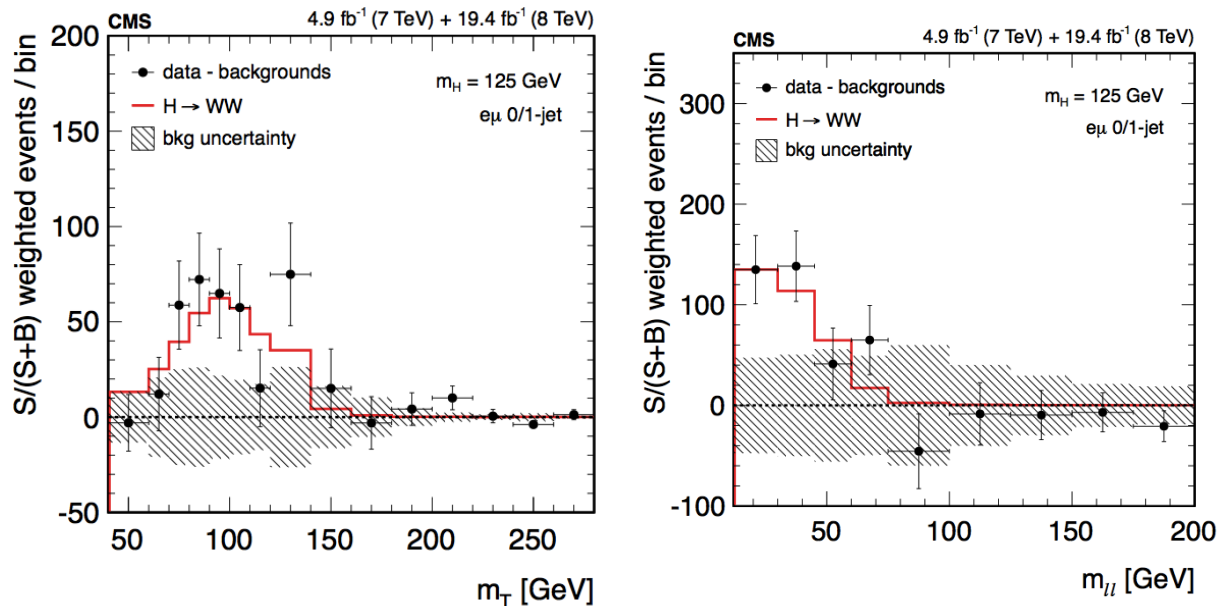 CMS 4.9 fb⁻¹ (7 TeV) + 19.4 fb⁻¹ (8 TeV)
200
150
100
50
0
-50
S/(S+B) weighted events / bin
data - backgrounds
H → WW
bkg uncertainty
m_H = 125 GeV
eμ 0/1-jet
50 100 150 200 250
m_T [GeV]
CMS 4.9 fb⁻¹ (7 TeV) + 19.4 fb⁻¹ (8 TeV)
300
200
100
0
-100
S/(S+B) weighted events / bin
data - backgrounds
H → WW
bkg uncertainty
m_H = 125 GeV
eμ 0/1-jet
50 100 150 200
m_ll [GeV]